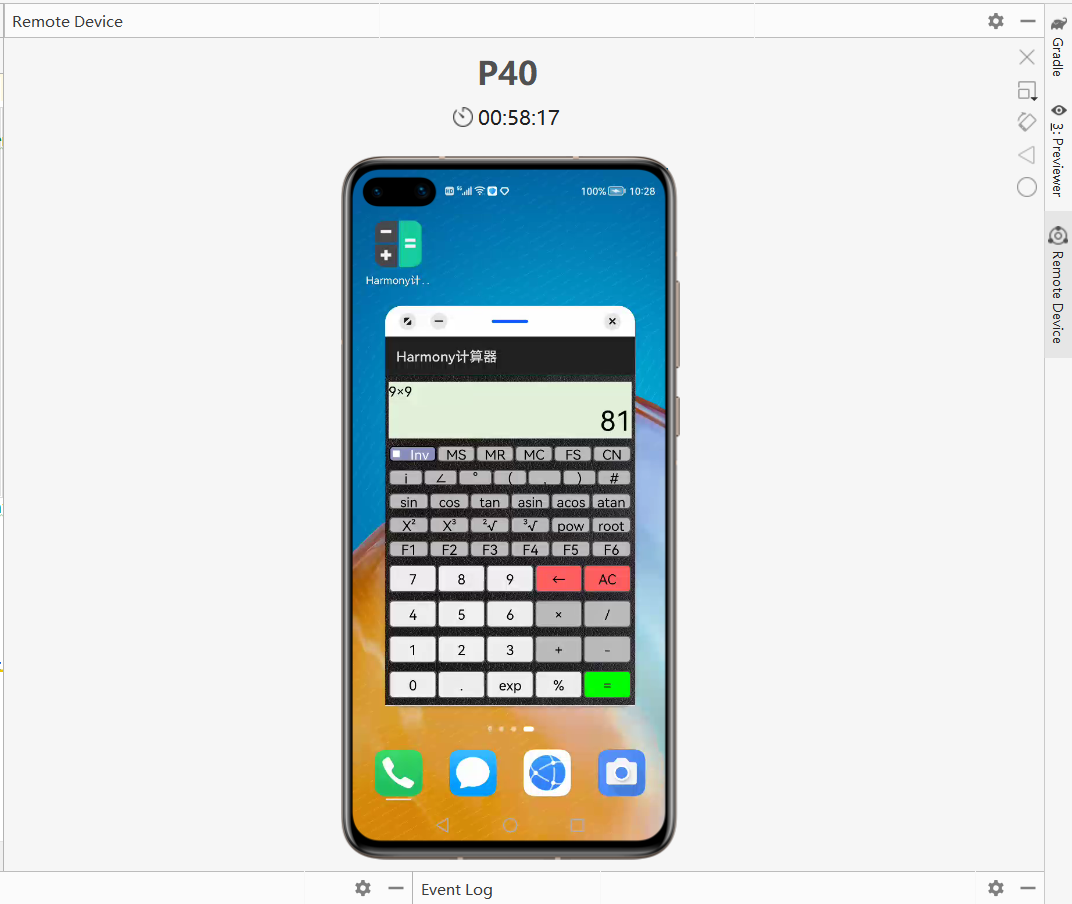 Remote Device
Gradle
3: Previewer
Remote Device
P40
00:58:17
HD 5G 100% 10:28
Harmony计..
Harmony计算器
9×9
81
Inv MS MR MC FS CN
i ∠ ° ( , ) #
sin cos tan asin acos atan
X² X³ ²√ ³√ pow root
F1 F2 F3 F4 F5 F6
7 8 9 ← AC
4 5 6 × /
1 2 3 + -
0 . exp % =
Event Log